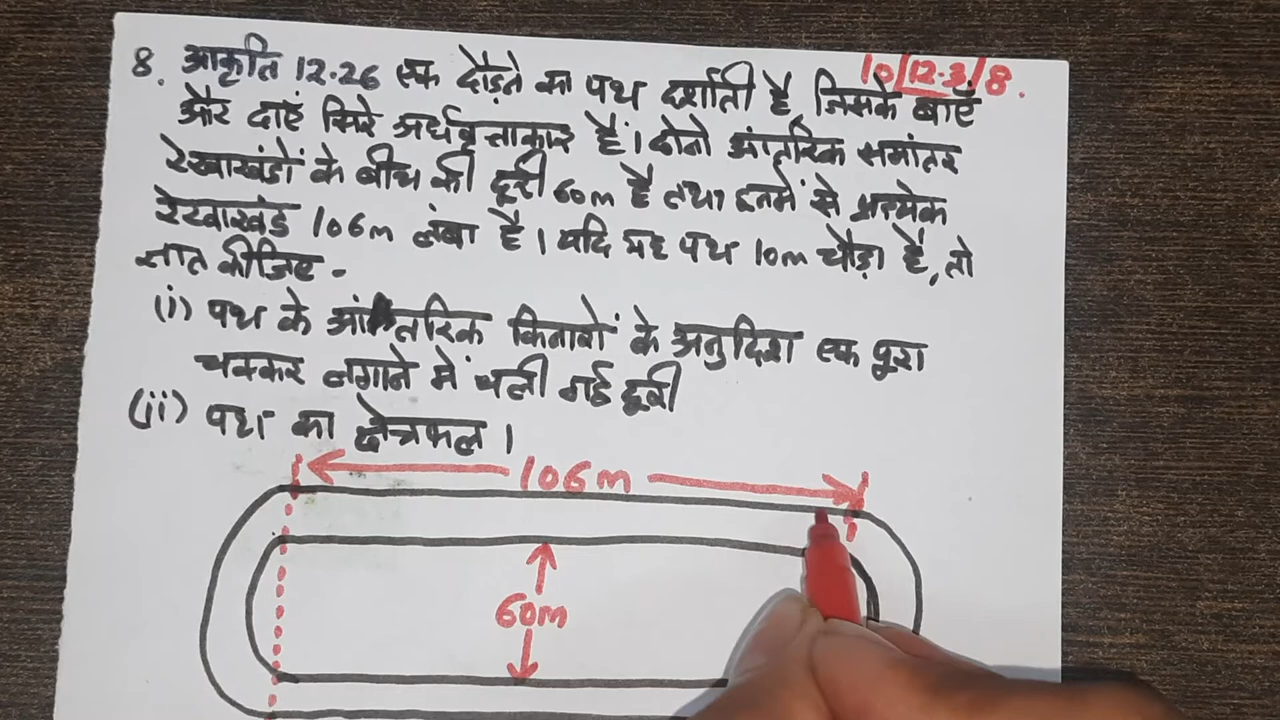 10/12.3/8.
8. आकृति 12.26 एक दौड़ने का पथ दर्शाती है, जिसके बाएँ
और दाएं सिरे अर्धवृत्ताकार हैं। दोनो आंतरिक समांतर
रेखाखंडों के बीच की दूरी 60m है तथा इनमें से प्रत्येक
रेखाखंड 106m लंबा है। यदि यह पथ 10m चौड़ा है, तो
ज्ञात कीजिए -
(i) पथ के आंतरिक किनारों के अनुदिश एक पूरा
चक्कर लगाने में चली गई दूरी
(ii) पथ का क्षेत्रफल।
106m
60m